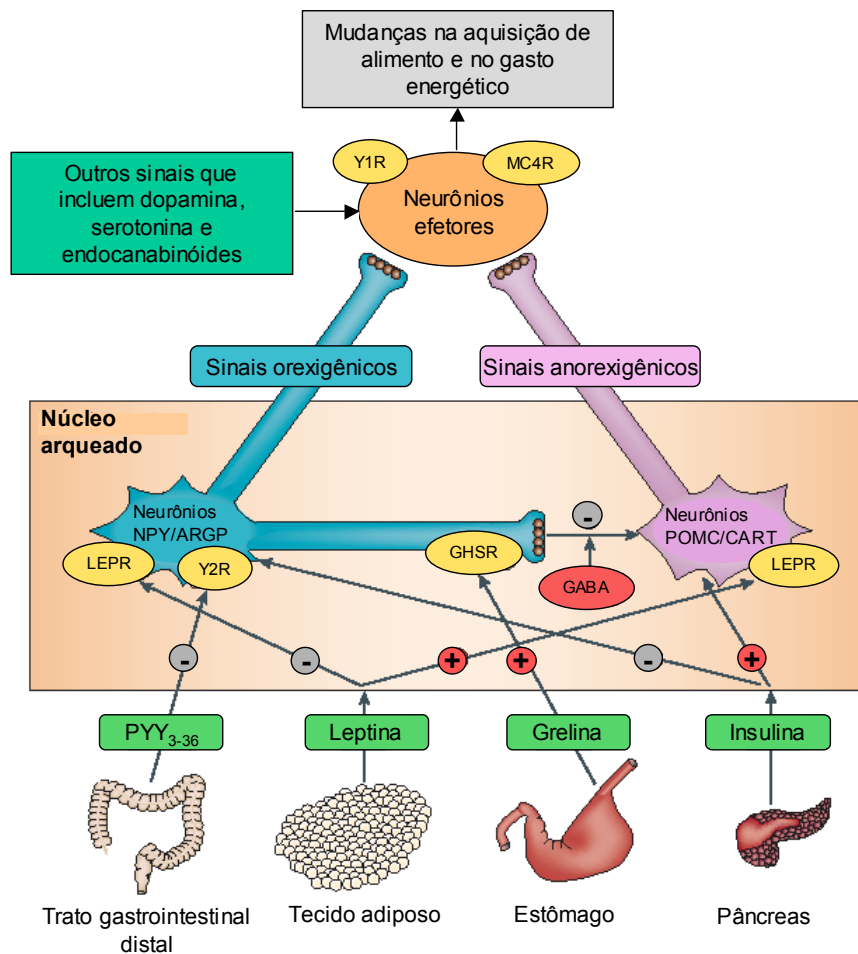 Mudanças na aquisição de
alimento e no gasto
energético
Y1R
MC4R
Outros sinais que
incluem dopamina,
serotonina e
endocanabinóides
Neurônios
efetores
Sinais orexigênicos
Sinais anorexigênicos
Núcleo
arqueado
Neurônios
NPY/ARGP
LEPR
Y2R
GHSR
-
GABA
Neurônios
POMC/CART
LEPR
-
-
+
+
-
+
PYY3-36
Leptina
Grelina
Insulina
Trato gastrointestinal
distal
Tecido adiposo
Estômago
Pâncreas